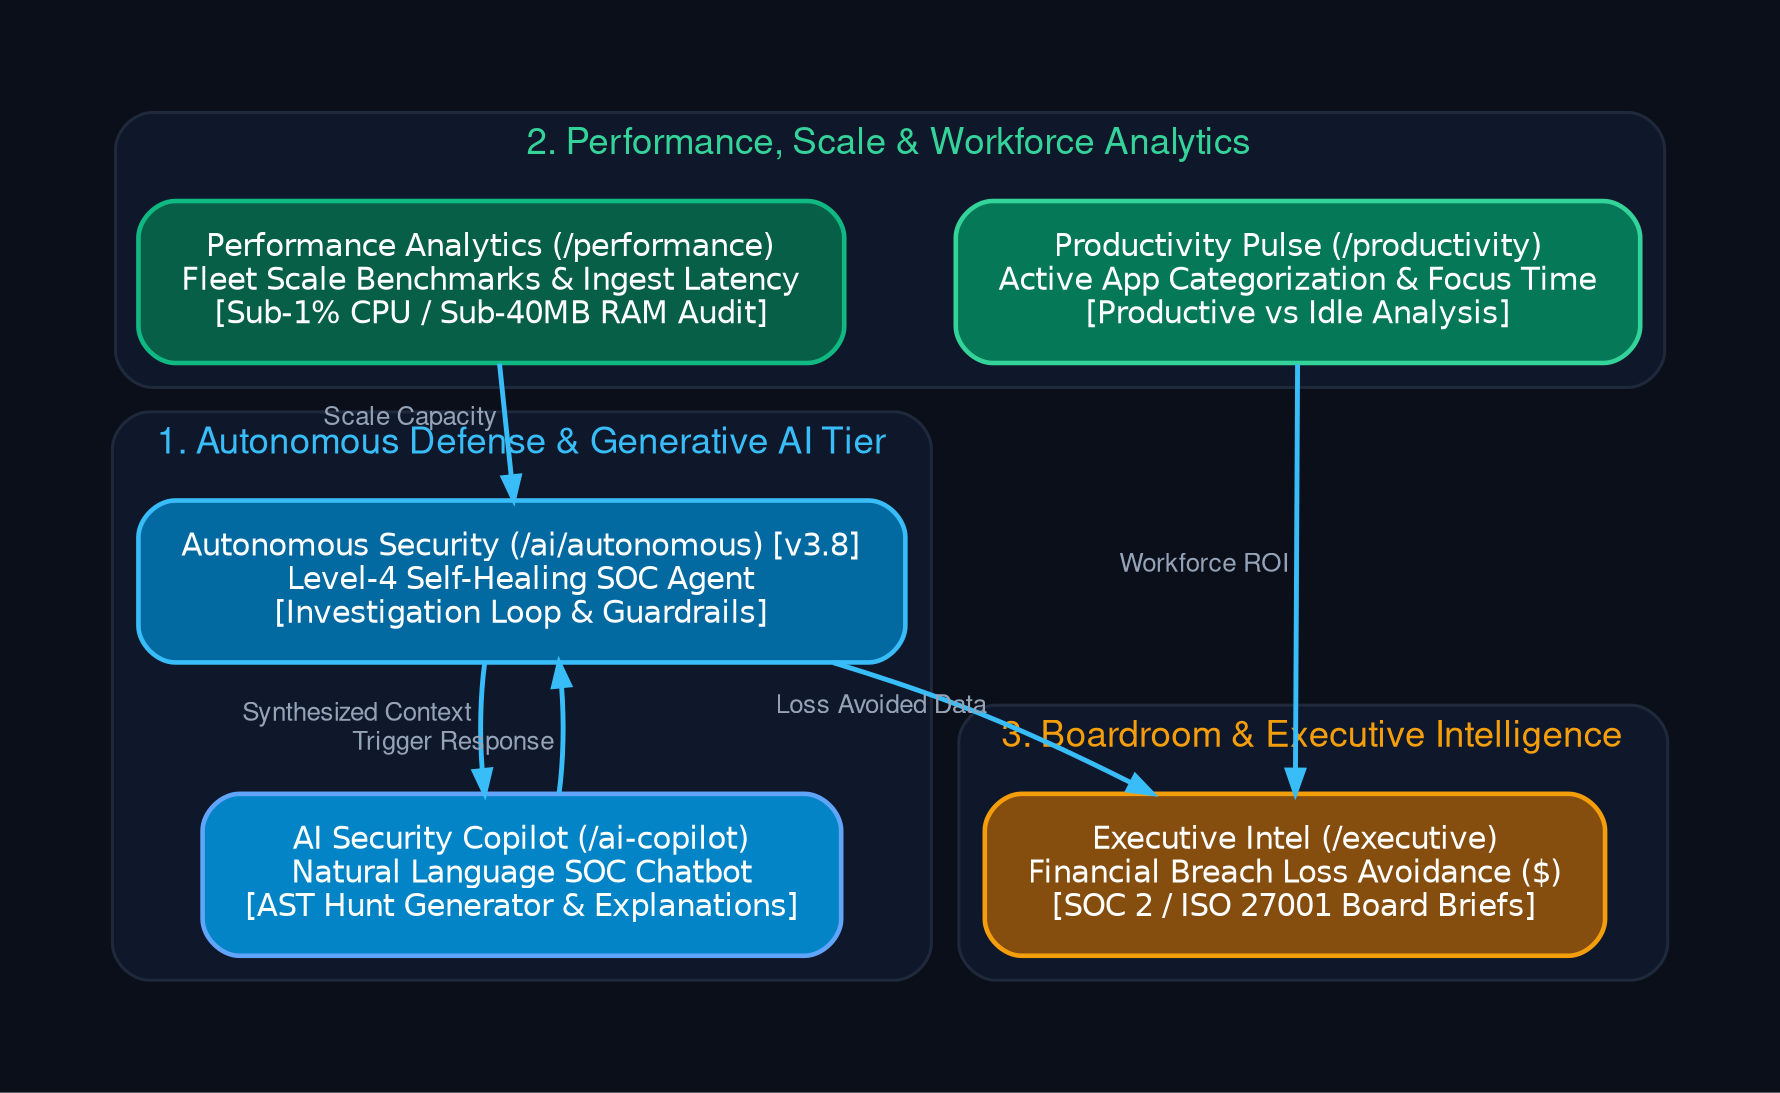 2. Performance, Scale & Workforce Analytics
Performance Analytics (/performance)
Fleet Scale Benchmarks & Ingest Latency
[Sub-1% CPU / Sub-40MB RAM Audit]
Productivity Pulse (/productivity)
Active App Categorization & Focus Time
[Productive vs Idle Analysis]
Scale Capacity
1. Autonomous Defense & Generative AI Tier
Autonomous Security (/ai/autonomous) [v3.8]
Level-4 Self-Healing SOC Agent
[Investigation Loop & Guardrails]
Workforce ROI
Synthesized Context
Trigger Response
Loss Avoided Data
3. Boardroom & Executive Intelligence
AI Security Copilot (/ai-copilot)
Natural Language SOC Chatbot
[AST Hunt Generator & Explanations]
Executive Intel (/executive)
Financial Breach Loss Avoidance ($)
[SOC 2 / ISO 27001 Board Briefs]